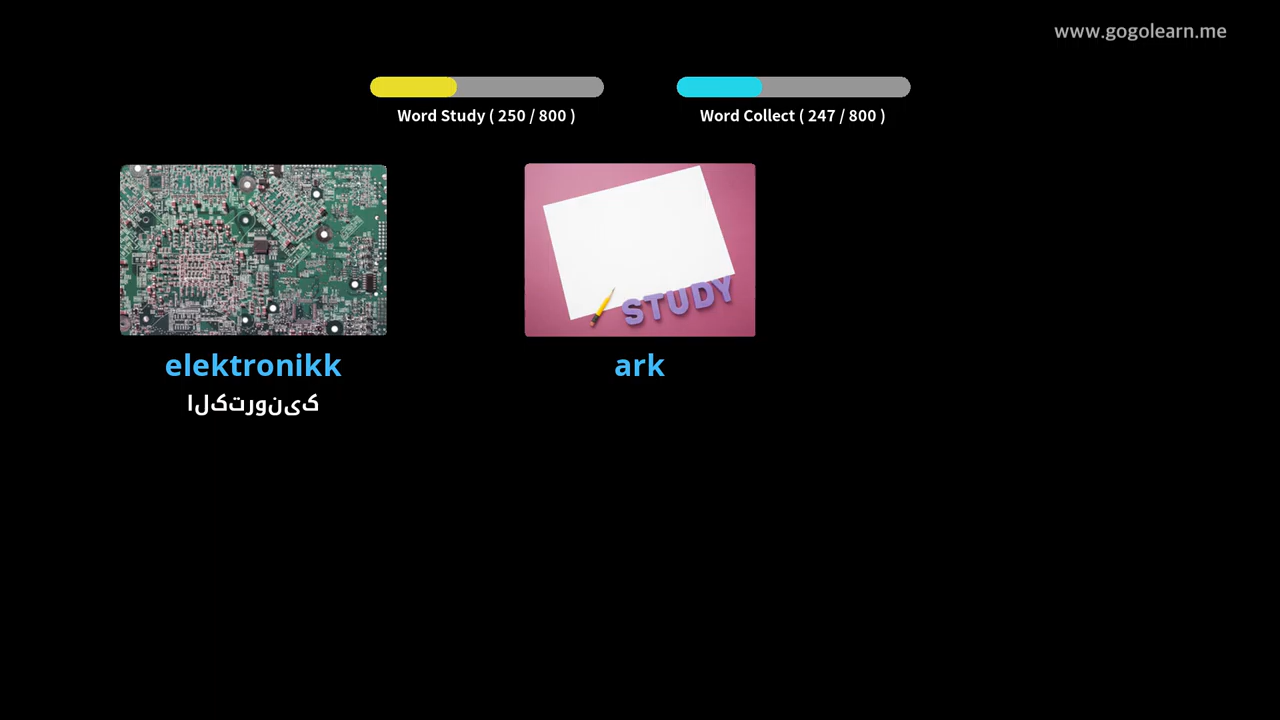 www.gogolearn.me
Word Study ( 250 / 800 )
Word Collect ( 247 / 800 )
STUDY
elektronikk
ark
الکترونیک